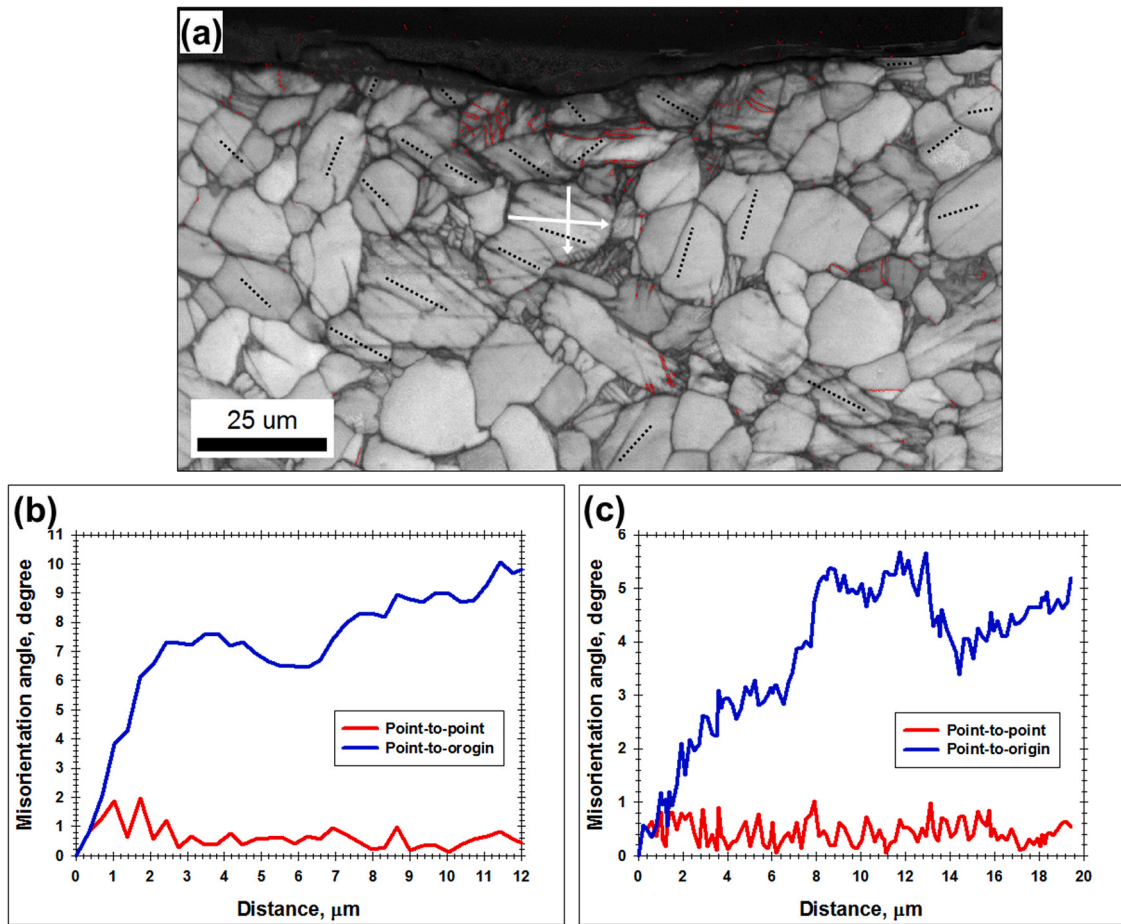 (a)
25 um
(b)
Misorientation angle, degree
11
10
9
8
7
6
5
4
3
2
1
0
Point-to-point
Point-to-orogin
0 1 2 3 4 5 6 7 8 9 10 11 12
Distance, μm
(c)
Misorientation angle, degree
6
5
4
3
2
1
0
Point-to-point
Point-to-origin
0 2 4 6 8 10 12 14 16 18 20
Distance, μm